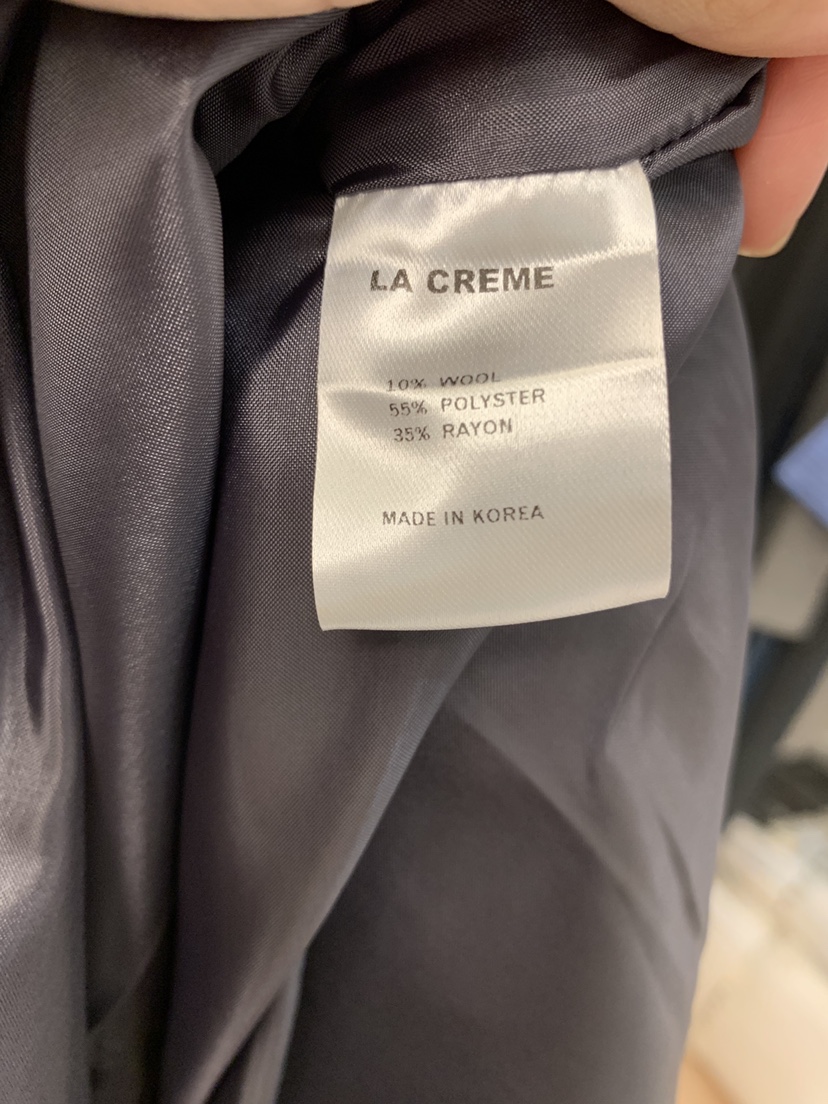 LA CREME
10% WOOL
55% POLYSTER
35% RAYON
MADE IN KOREA